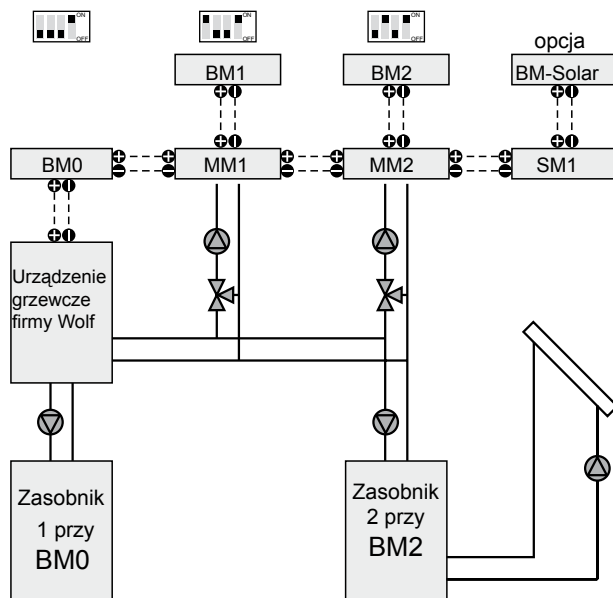 ON
OFF
ON
OFF
ON
OFF
opcja
BM1
BM2
BM-Solar
BM0
MM1
MM2
SM1
Urządzenie
grzewcze
firmy Wolf
Zasobnik
1 przy
BM0
Zasobnik
2 przy
BM2